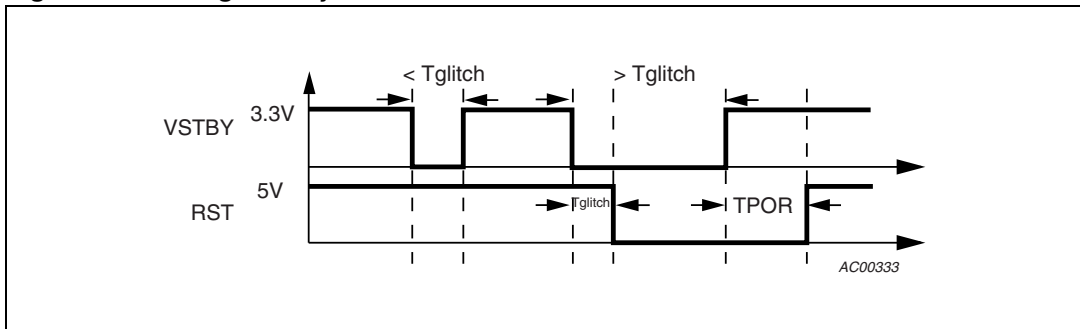 < Tglitch > Tglitch
3.3V
VSTBY
5V
RST
Tglitch
TPOR
AC00333